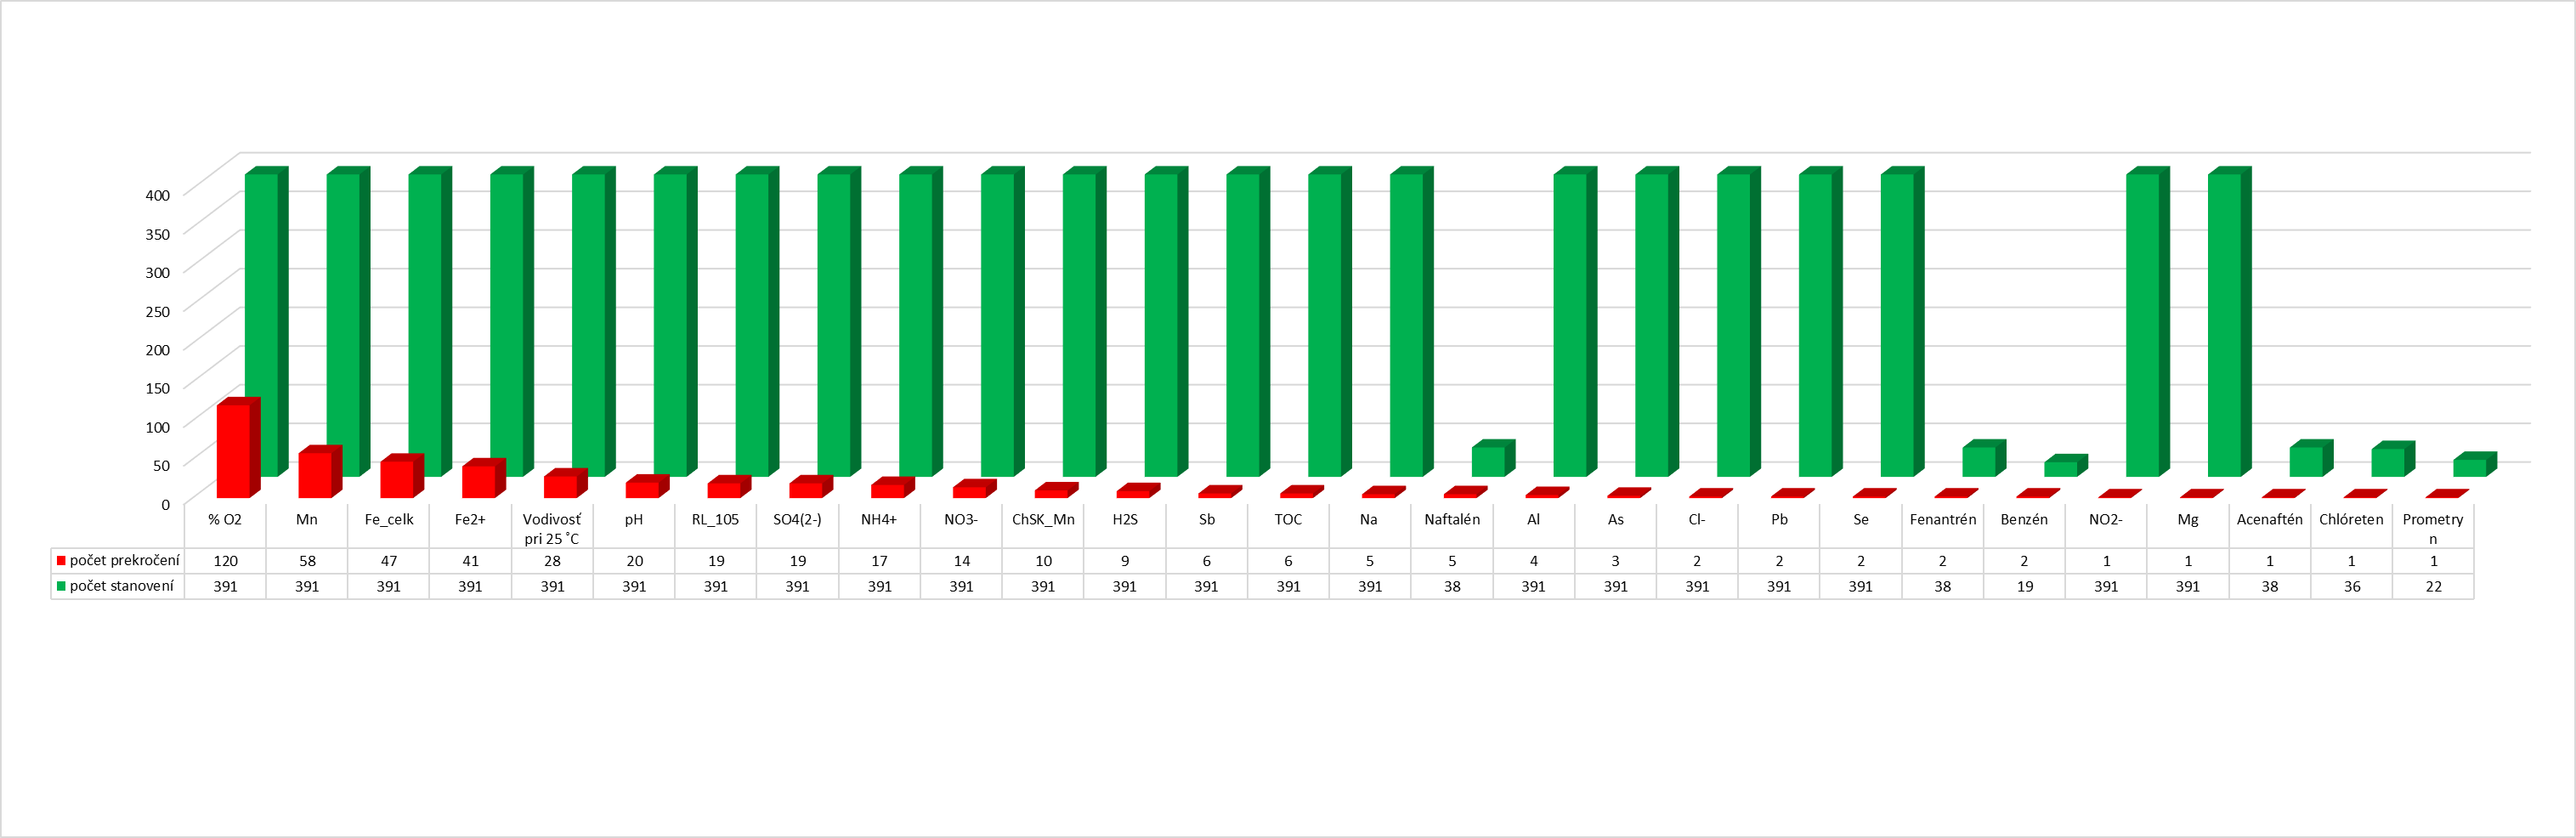 400
350
300
250
200
150
100
50
0
% O2 Mn Fe_celk Fe2+ Vodivosť pH RL_105 SO4(2-) NH4+ NO3- ChSK_Mn H2S Sb TOC Na Naftalén Al As Cl- Pb Se Fenantrén Benzén NO2- Mg Acenaftén Chlóreten Prometry
pri 25 ˚C n
počet prekročení 120 58 47 41 28 20 19 19 17 14 10 9 6 6 5 5 4 3 2 2 2 2 2 1 1 1 1 1
počet stanovení 391 391 391 391 391 391 391 391 391 391 391 391 391 391 391 38 391 391 391 391 391 38 19 391 391 38 36 22